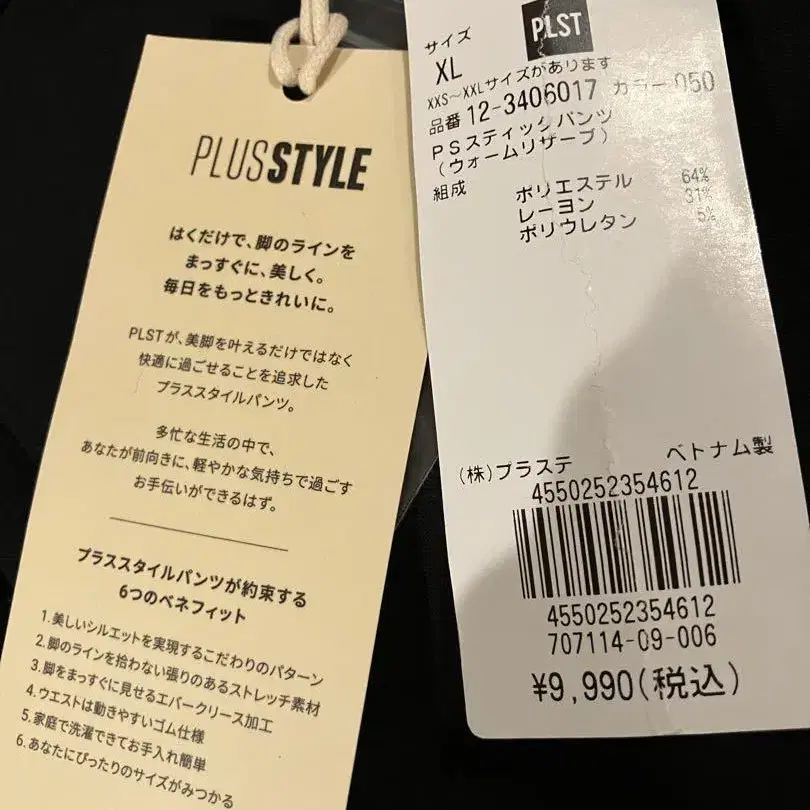 PLUSSTYLE
はくだけで、脚のラインを
まっすぐに、美しく。
毎日をもっときれいに。
PLSTが、美脚を叶えるだけではなく
快適に過ごせることを追求した
プラススタイルパンツ。
多忙な生活の中で、
あなたが前向きに、軽やかな気持ちで過ごす
お手伝いができるはず。
プラススタイルパンツが約束する
6つのベネフィット
1.美しいシルエットを実現するこだわりのパターン
2.脚のラインを拾わない張りのあるストレッチ素材
3.脚をまっすぐに見せるエバークリース加工
4.ウエストは動きやすいゴム仕様
5.家庭で洗濯できてお手入れ簡単
6.あなたにぴったりのサイズがみつかる
PLST
サイズ
XL
XXS~XXLサイズがあります
品番 12-3406017 カラー 050
PSスティックパンツ
(ウォームリザーブ)
組成 ポリエステル 64%
レーヨン 31%
ポリウレタン 5%
(株)プラステ ベトナム製
4550252354612
4550252354612
707114-09-006
¥9,990(税込)